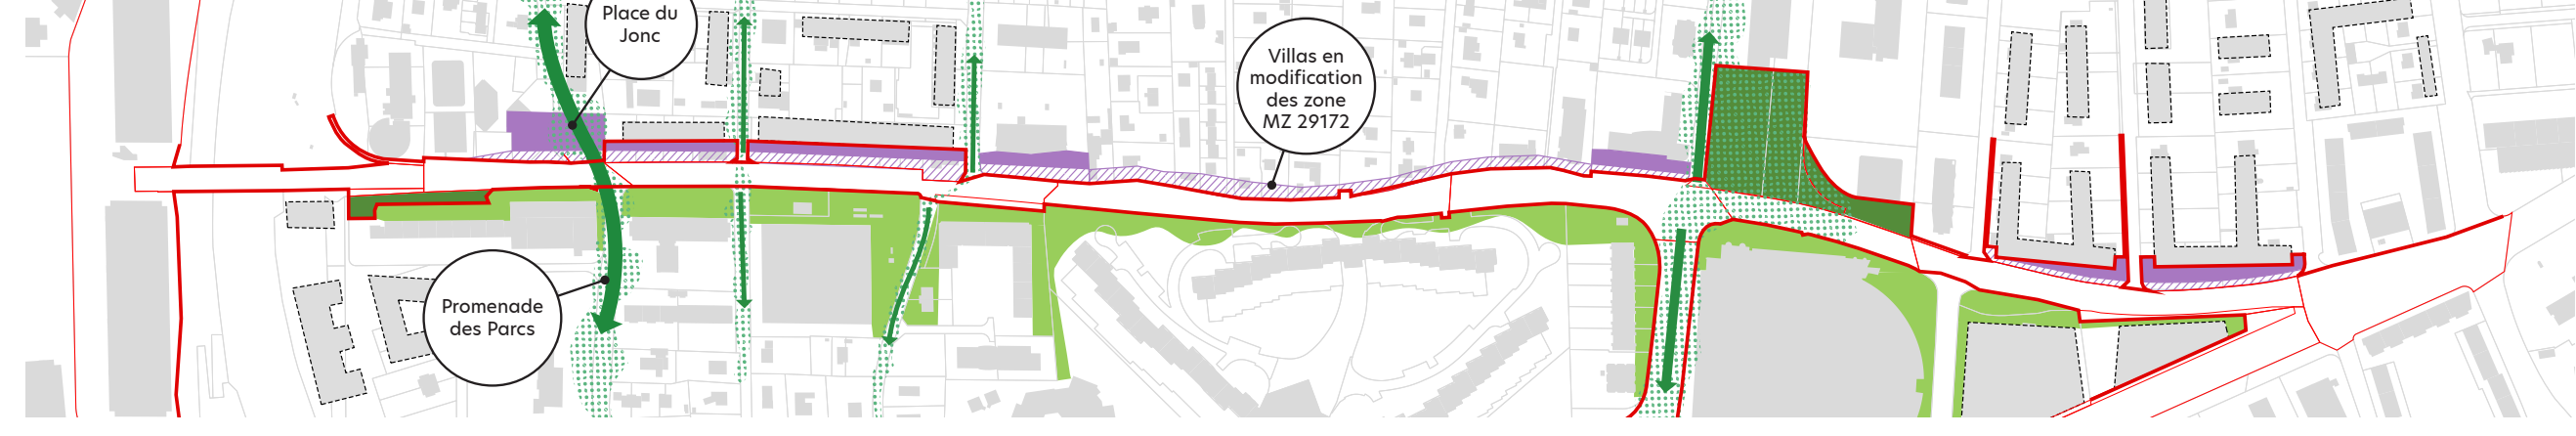 Place du
Jonc
Villas en
modification
des zone
MZ 29172
Promenade
des Parcs